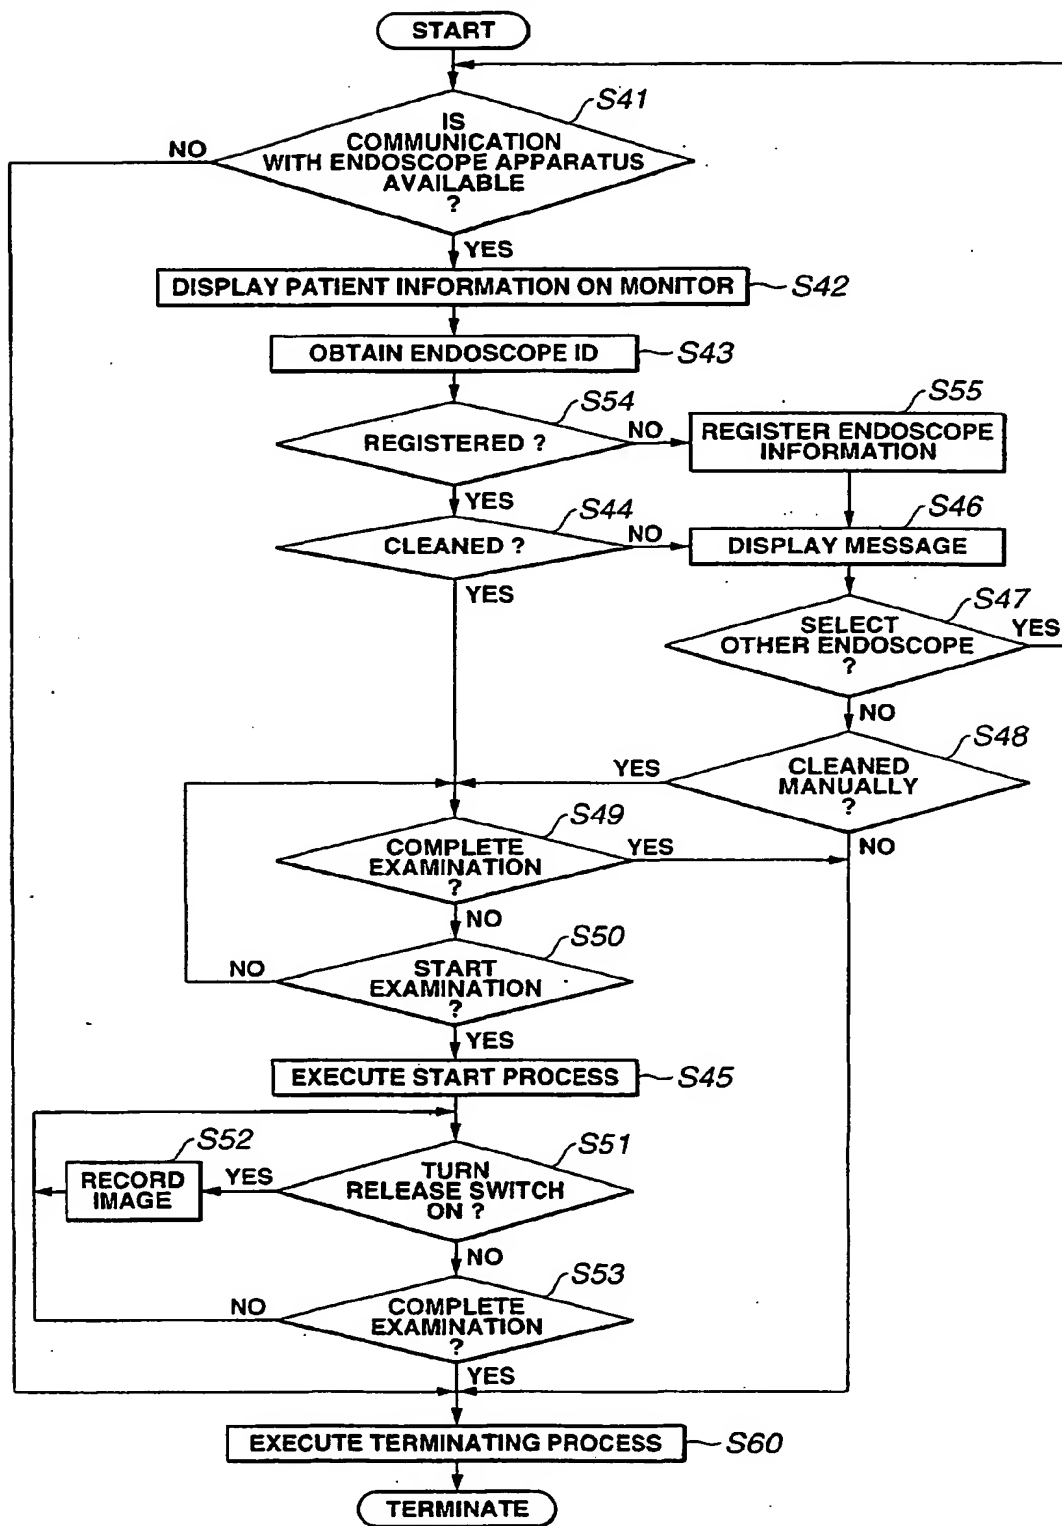 START
S41
IS
COMMUNICATION
WITH ENDOSCOPE APPARATUS
AVAILABLE
?
NO
YES
DISPLAY PATIENT INFORMATION ON MONITOR
S42
OBTAIN ENDOSCOPE ID
S43
S54
REGISTERED ?
NO
YES
S55
REGISTER ENDOSCOPE
INFORMATION
S44
CLEANED ?
NO
YES
S46
DISPLAY MESSAGE
S47
SELECT
OTHER ENDOSCOPE
?
YES
NO
S48
CLEANED
MANUALLY
?
YES
NO
S49
COMPLETE
EXAMINATION
?
YES
NO
S50
START
EXAMINATION
?
NO
YES
EXECUTE START PROCESS
S45
S51
TURN
RELEASE SWITCH
ON ?
YES
NO
S52
RECORD
IMAGE
S53
COMPLETE
EXAMINATION
?
NO
YES
EXECUTE TERMINATING PROCESS
S60
TERMINATE